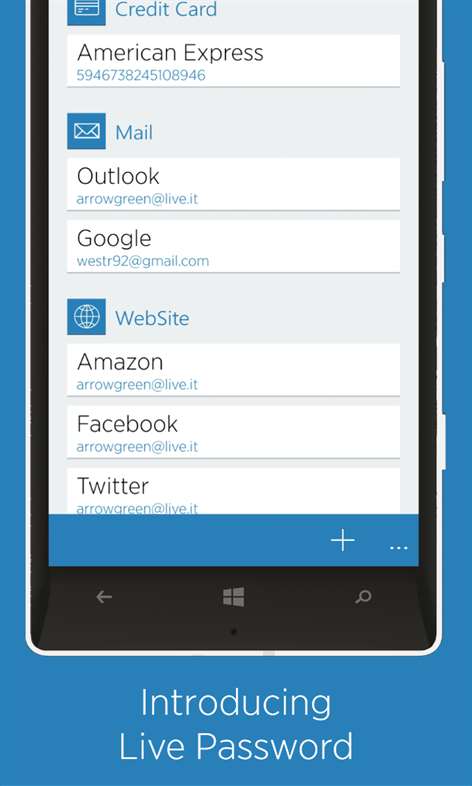 Credit Card
American Express
5946738245108946
Mail
Outlook
arrowgreen@live.it
Google
westr92@gmail.com
WebSite
Amazon
arrowgreen@live.it
Facebook
arrowgreen@live.it
Twitter
arrowgreen@live.it
...
Introducing
Live Password